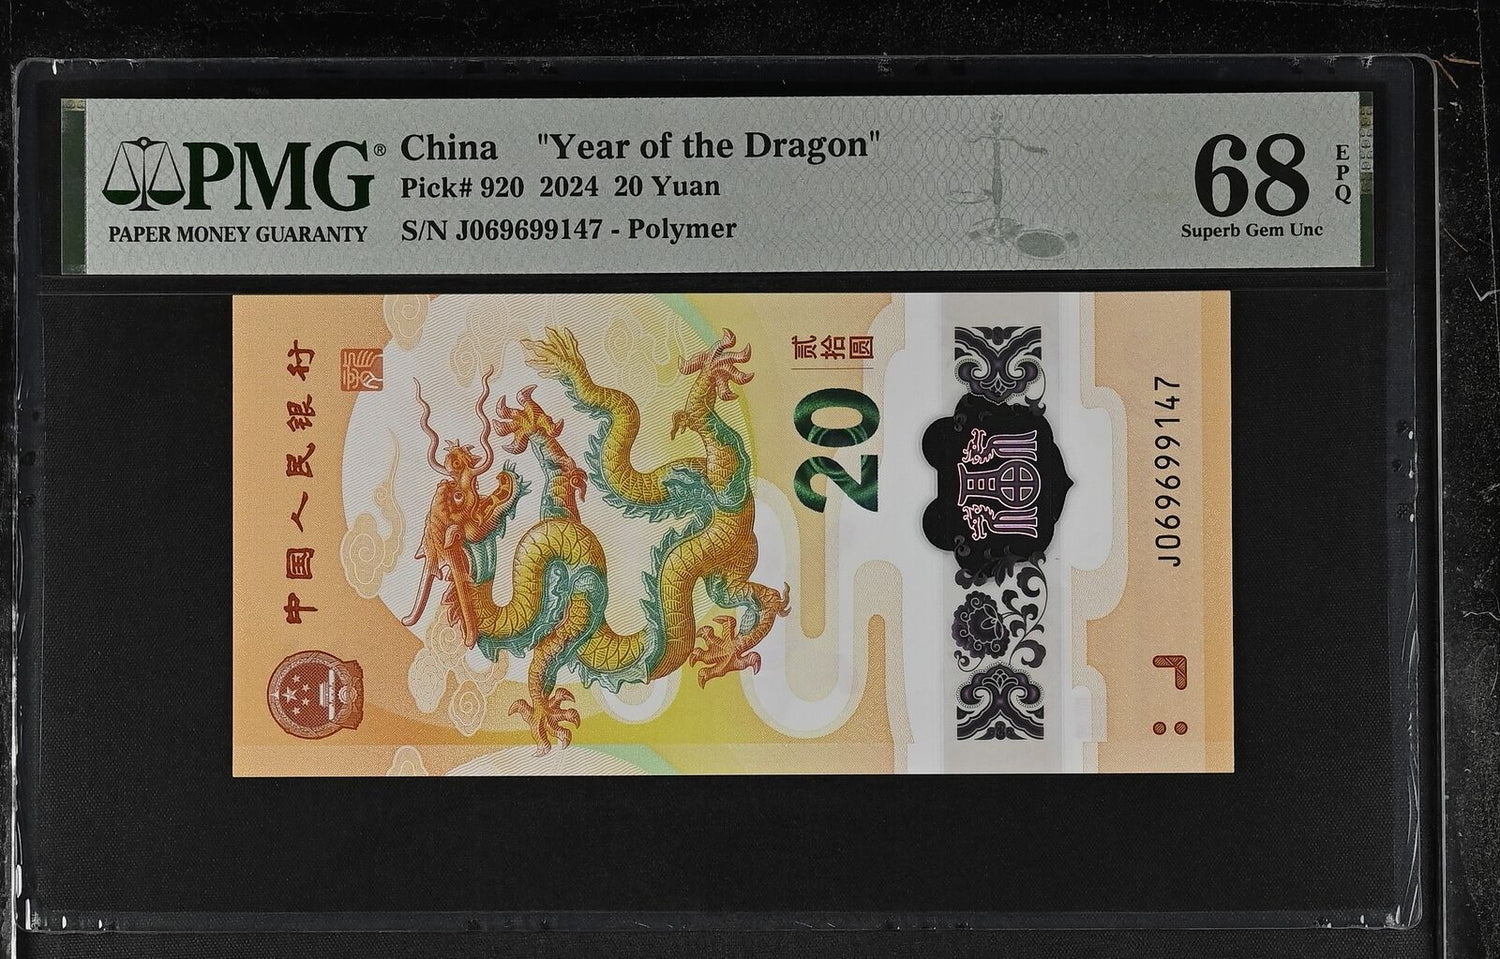 PMG®
PAPER MONEY GUARANTY
China "Year of the Dragon"
Pick# 920 2024 20 Yuan
S/N J069699147 - Polymer
68
EPQ
Superb Gem Unc
中国人民银行
贰拾圆
20
福
J069699147